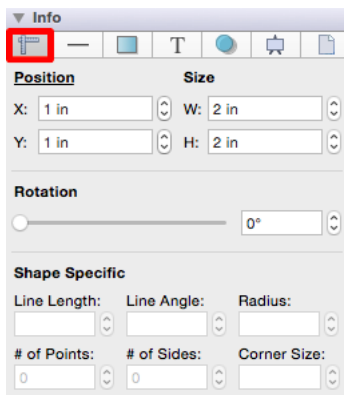 Info
T
Position Size
X: 1 in W: 2 in
Y: 1 in H: 2 in
Rotation
0°
Shape Specific
Line Length: Line Angle: Radius:
# of Points: # of Sides: Corner Size:
0 0